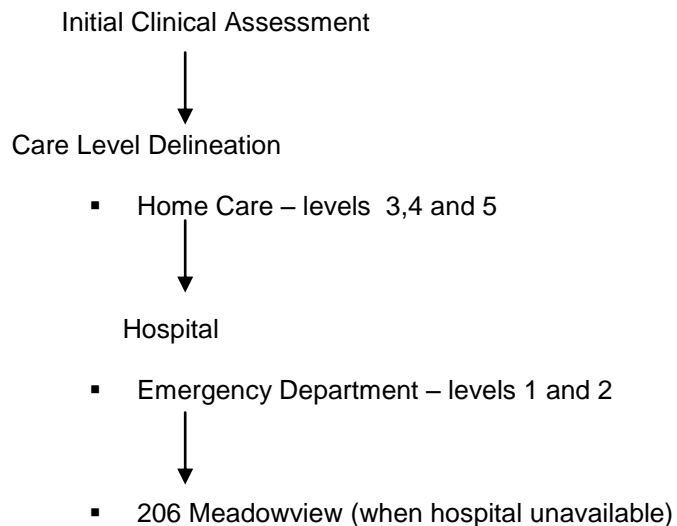 Initial Clinical Assessment
Care Level Delineation
▪ Home Care – levels 3,4 and 5
Hospital
▪ Emergency Department – levels 1 and 2
▪ 206 Meadowview (when hospital unavailable)